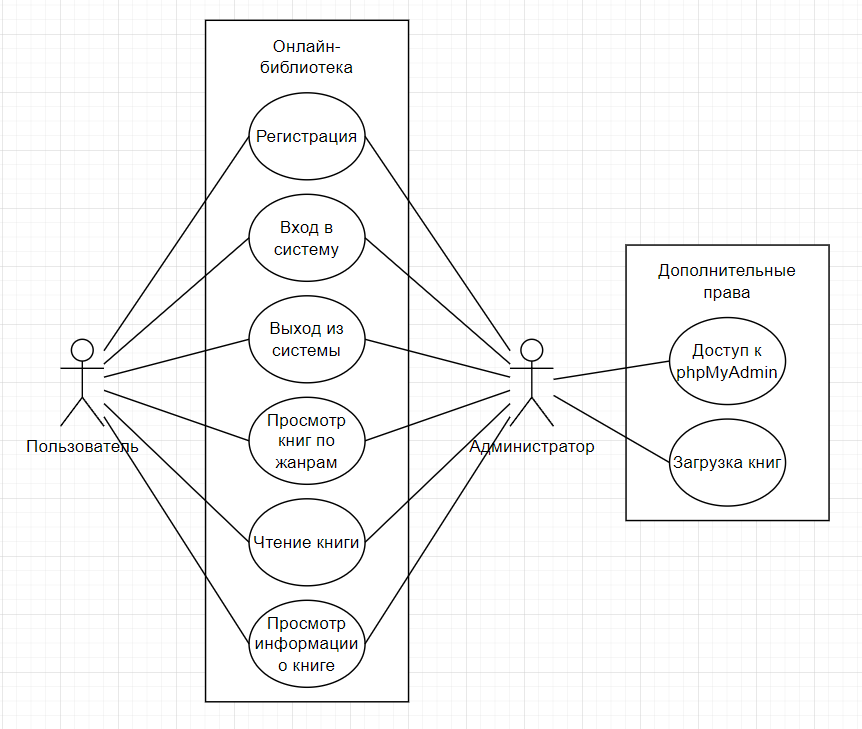 Онлайн-
библиотека
Регистрация
Вход в
систему
Выход из
системы
Просмотр
книг по
жанрам
Чтение книги
Просмотр
информации
о книге
Пользователь
Администратор
Дополнительные
права
Доступ к
phpMyAdmin
Загрузка книг